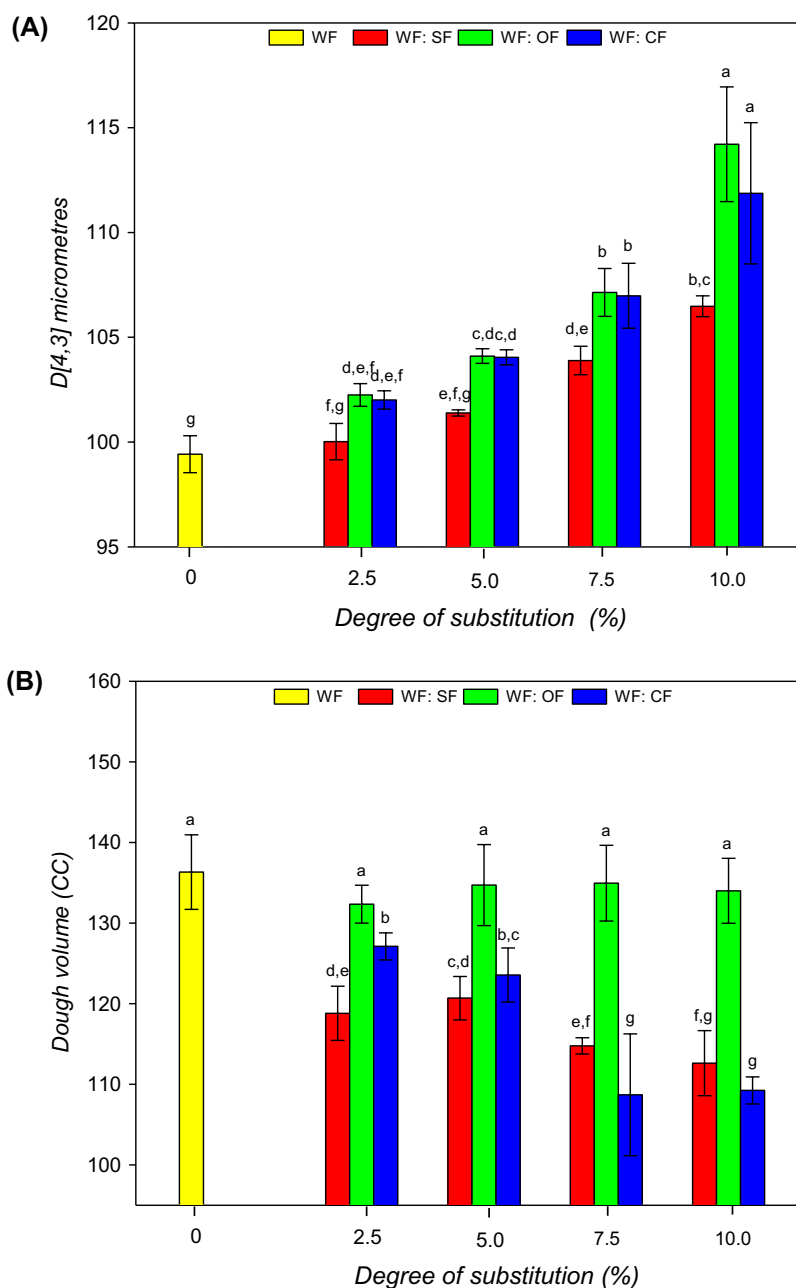 (A)
120
WF WF: SF WF: OF WF: CF
a
a
115
D[4,3] micrometres
110
b b
b,c
105
c,d c,d
d,e
d,e,f d,e,f
e,f,g
f,g
g
100
95
0 2.5 5.0 7.5 10.0
Degree of substitution (%)
(B)
160
WF WF: SF WF: OF WF: CF
150
Dough volume (CC)
140
a a a a a
130
b
b,c
c,d
d,e
120
e,f
f,g
g
g
110
100
0 2.5 5.0 7.5 10.0
Degree of substitution (%)